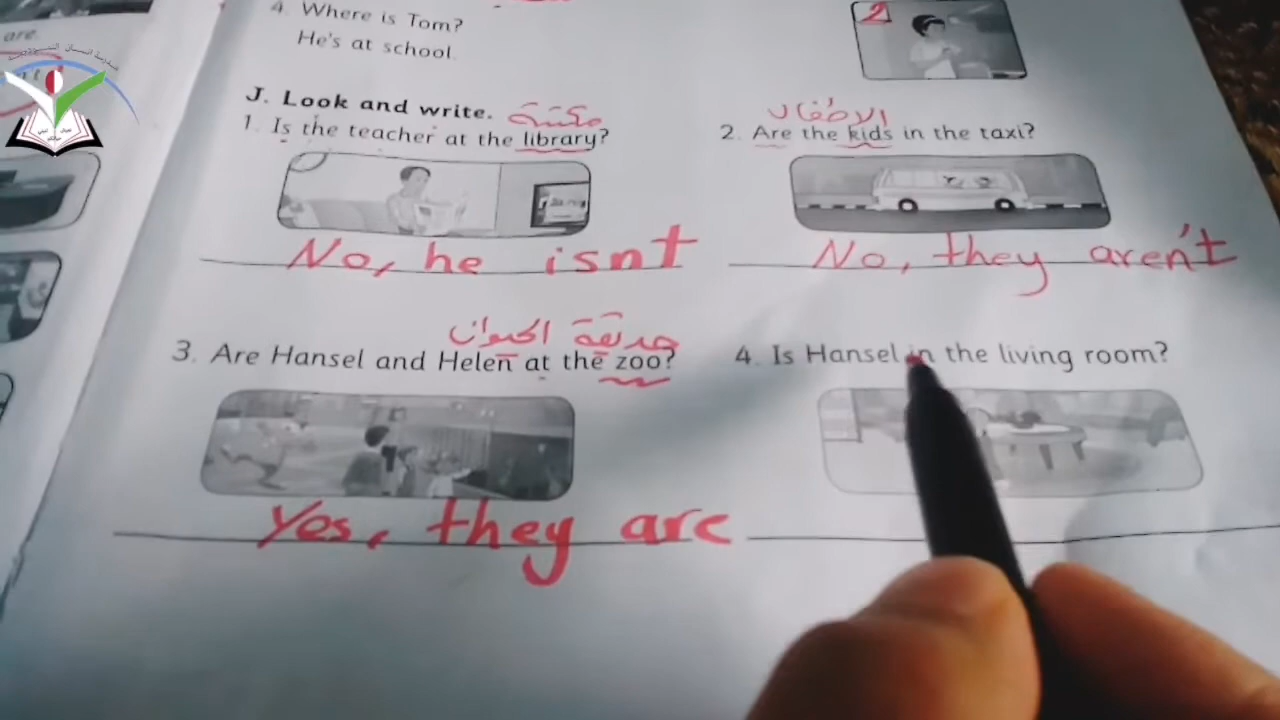 are.
4. Where is Tom?
He's at school.
2
J. Look and write.
مكتبة
1. Is the teacher at the library?
الاطفال
2. Are the kids in the taxi?
No, he isnt
No, they aren't
حديقة الحيوان
3. Are Hansel and Helen at the zoo?
4. Is Hansel in the living room?
Yes, they are